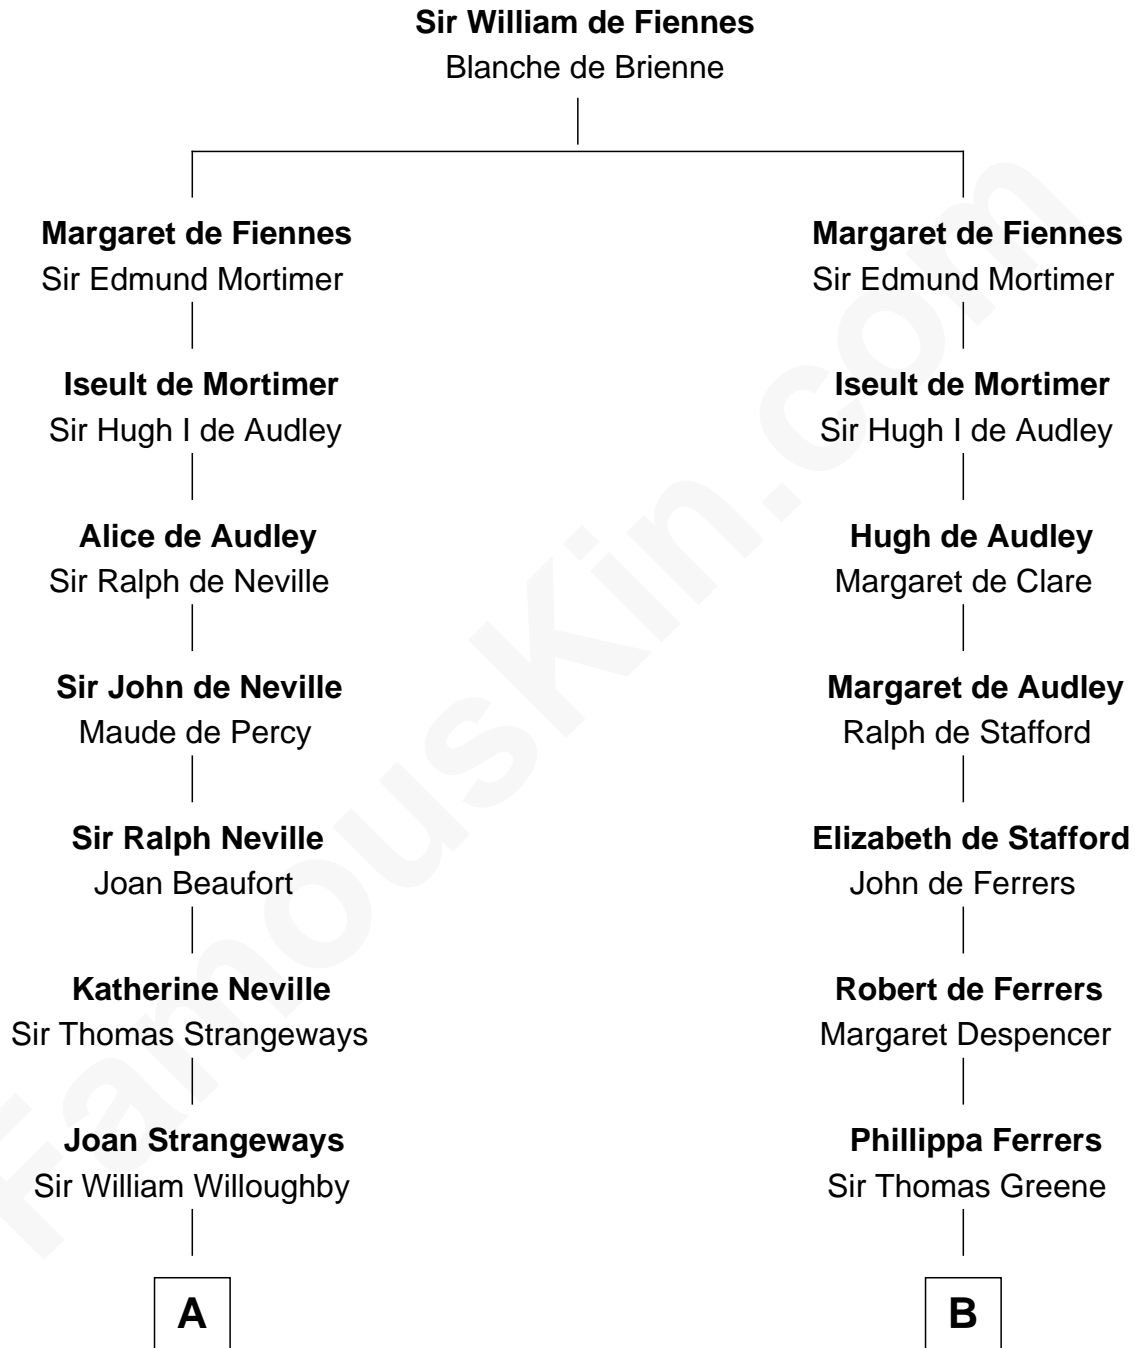 Sir William de Fiennes
Blanche de Brienne
Margaret de Fiennes
Sir Edmund Mortimer
Iseult de Mortimer
Sir Hugh I de Audley
Alice de Audley
Sir Ralph de Neville
Sir John de Neville
Maude de Percy
Sir Ralph Neville
Joan Beaufort
Katherine Neville
Sir Thomas Strangeways
Joan Strangeways
Sir William Willoughby
A
Margaret de Fiennes
Sir Edmund Mortimer
Iseult de Mortimer
Sir Hugh I de Audley
Hugh de Audley
Margaret de Clare
Margaret de Audley
Ralph de Stafford
Elizabeth de Stafford
John de Ferrers
Robert de Ferrers
Margaret Despencer
Phillippa Ferrers
Sir Thomas Greene
B
FamousKin.com